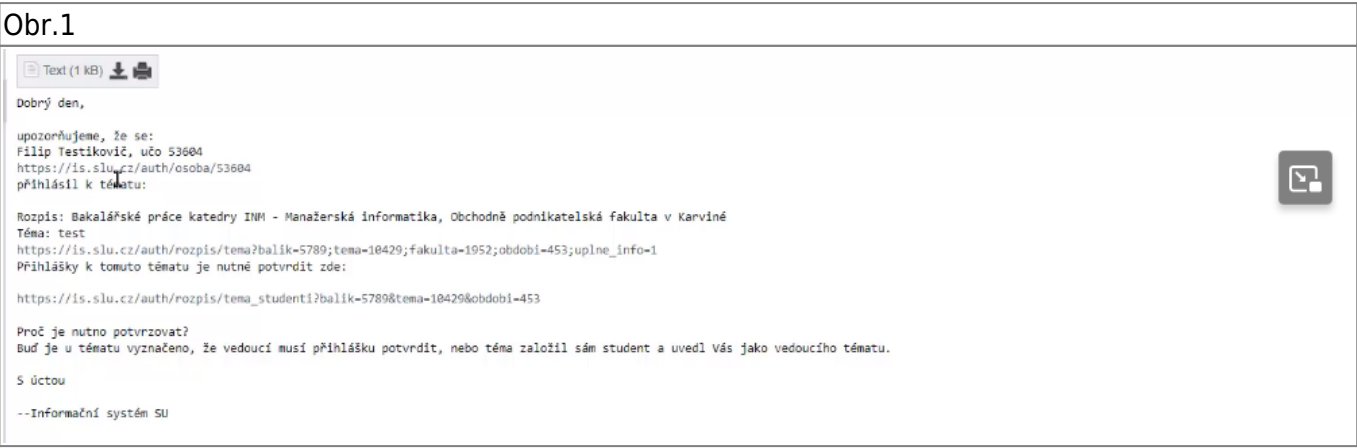 Obr.1
Text (1 kB)
Dobrý den,
upozorňujeme, že se:
Filip Testikovič, učo 53604
https://is.slu.cz/auth/osoba/53604
přihlásil k tématu:
Rozpis: Bakalářské práce katedry INM - Manažerská informatika, Obchodně podnikatelská fakulta v Karviné
Téma: test
https://is.slu.cz/auth/rozpis/tema?balik=5789;tema=10429;fakulta=1952;obdobi=453;uplne_info=1
Přihlášky k tomuto tématu je nutné potvrdit zde:
https://is.slu.cz/auth/rozpis/tema_studenti?balik=5789&tema=10429&obdobi=453
Proč je nutno potvrzovat?
Buď je u tématu vyznačeno, že vedoucí musí přihlášku potvrdit, nebo téma založil sám student a uvedl Vás jako vedoucího tématu.
S úctou
--Informační systém SU